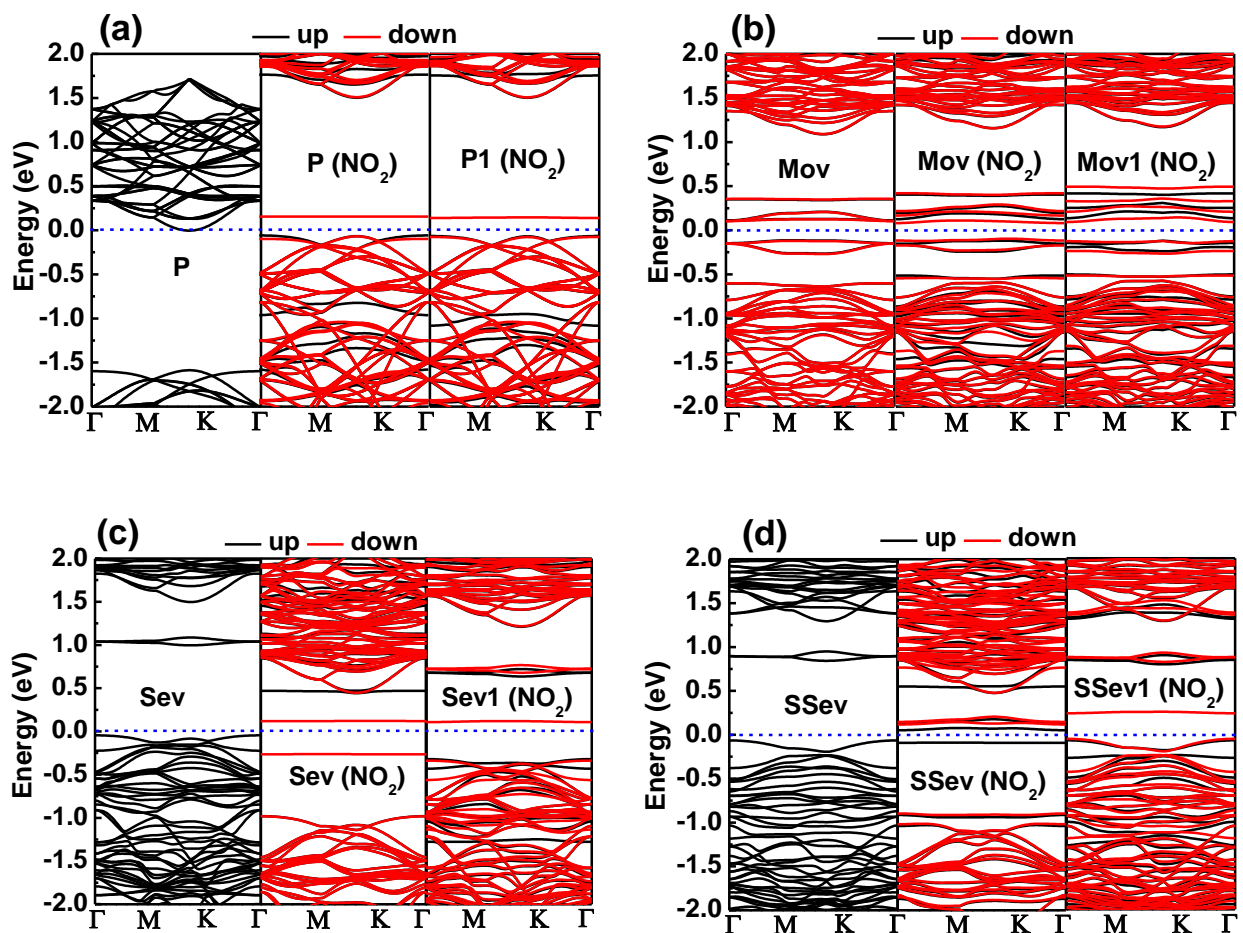 (a)
up down
Energy (eV)
2.0
1.5
1.0
0.5
0.0
-0.5
-1.0
-1.5
-2.0
P
P (NO2)
P1 (NO2)
Γ M K Γ M K Γ M K Γ
(b)
up down
Energy (eV)
2.0
1.5
1.0
0.5
0.0
-0.5
-1.0
-1.5
-2.0
Mov
Mov (NO2)
Mov1 (NO2)
Γ M K Γ M K Γ M K Γ
(c)
up down
Energy (eV)
2.0
1.5
1.0
0.5
0.0
-0.5
-1.0
-1.5
-2.0
Sev
Sev (NO2)
Sev1 (NO2)
Γ M K Γ M K Γ M K Γ
(d)
up down
Energy (eV)
2.0
1.5
1.0
0.5
0.0
-0.5
-1.0
-1.5
-2.0
SSev
SSev (NO2)
SSev1 (NO2)
Γ M K Γ M K Γ M K Γ